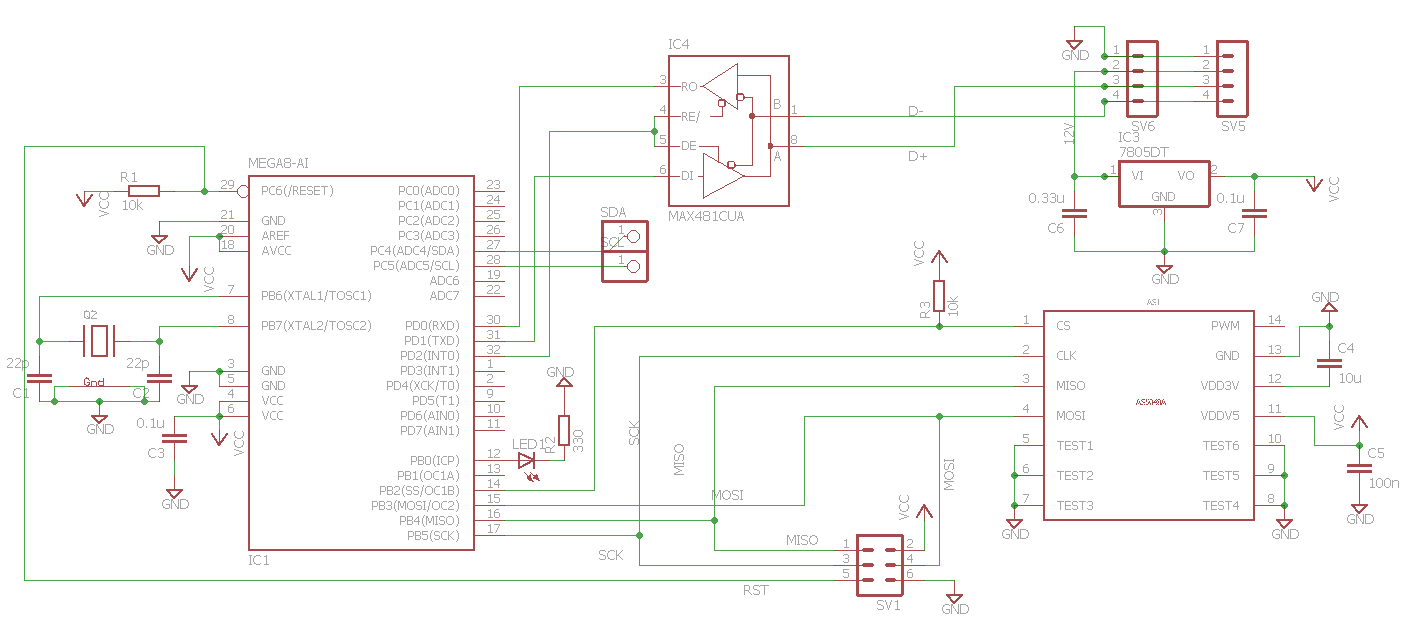 IC4
GND
1 1
2 2
3 3
4 4
SV6 SV5
3 RO
4 RE/
5 DE
6 DI
B 1
A 8
MAX481CUA
D-
D+
12V
IC3
7805DT
1 VI VO 2
GND
3
0.33u
C6
0.1u
C7
GND
VCC
MEGA8-AI
R1
10k
VCC
29 PC6(/RESET)
21 GND
20 AREF
18 AVCC
7 PB6(XTAL1/TOSC1)
8 PB7(XTAL2/TOSC2)
3 GND
5 GND
4 VCC
6 VCC
PC0(ADC0) 23
PC1(ADC1) 24
PC2(ADC2) 25
PC3(ADC3) 26
PC4(ADC4/SDA) 27
PC5(ADC5/SCL) 28
ADC6 19
ADC7 22
PD0(RXD) 30
PD1(TXD) 31
PD2(INT0) 32
PD3(INT1) 1
PD4(XCK/T0) 2
PD5(T1) 9
PD6(AIN0) 10
PD7(AIN1) 11
PB0(ICP) 12
PB1(OC1A) 13
PB2(SS/OC1B) 14
PB3(MOSI/OC2) 15
PB4(MISO) 16
PB5(SCK) 17
IC1
GND
VCC
Q2
22p
C1
22p
C2
Gnd
GND
GND
0.1u
C3
GND
VCC
SDA
1
SCL
1
GND
LED1
R2
330
SCK
MISO
MOSI
MOSI
VCC
R3
10k
AS1
1 CS
2 CLK
3 MISO
4 MOSI
5 TEST1
6 TEST2
7 TEST3
PWM 14
GND 13
VDD3V 12
VDDV5 11
TEST6 10
TEST5 9
TEST4 8
GND
GND
GND
C4
10u
VCC
C5
100n
GND
VCC
MISO
SCK
RST
1 2
3 4
5 6
SV1
GND